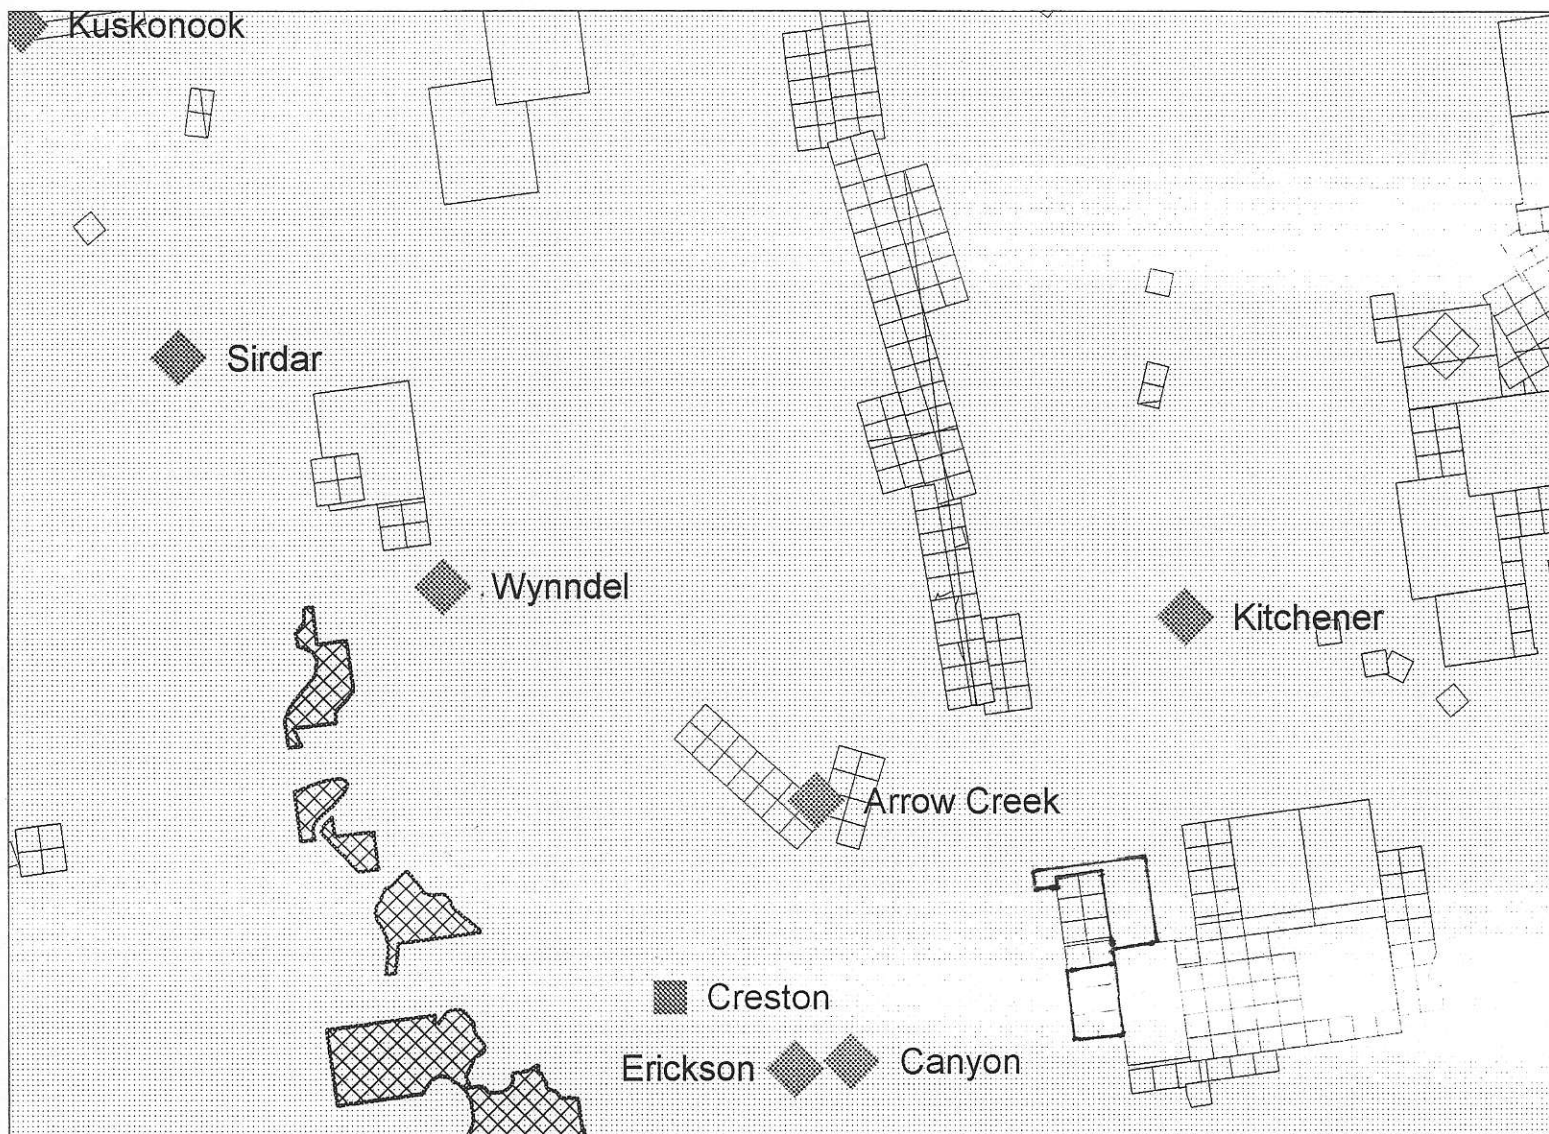 Kuskonook
Sirdar
Wynndel
Kitchener
Arrow Creek
Creston
Erickson
Canyon